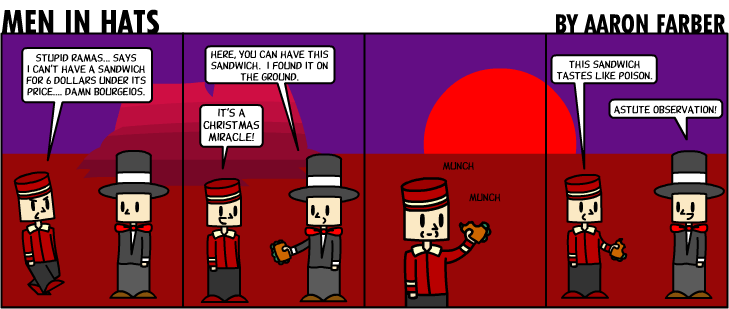 MEN IN HATS
BY AARON FARBER
STUPID RAMAS... SAYS
I CAN'T HAVE A SANDWICH
FOR 6 DOLLARS UNDER ITS
PRICE.... DAMN BOURGEIOS.
HERE, YOU CAN HAVE THIS
SANDWICH. I FOUND IT ON
THE GROUND.
IT'S A
CHRISTMAS
MIRACLE!
MUNCH
MUNCH
THIS SANDWICH
TASTES LIKE POISON.
ASTUTE OBSERVATION!